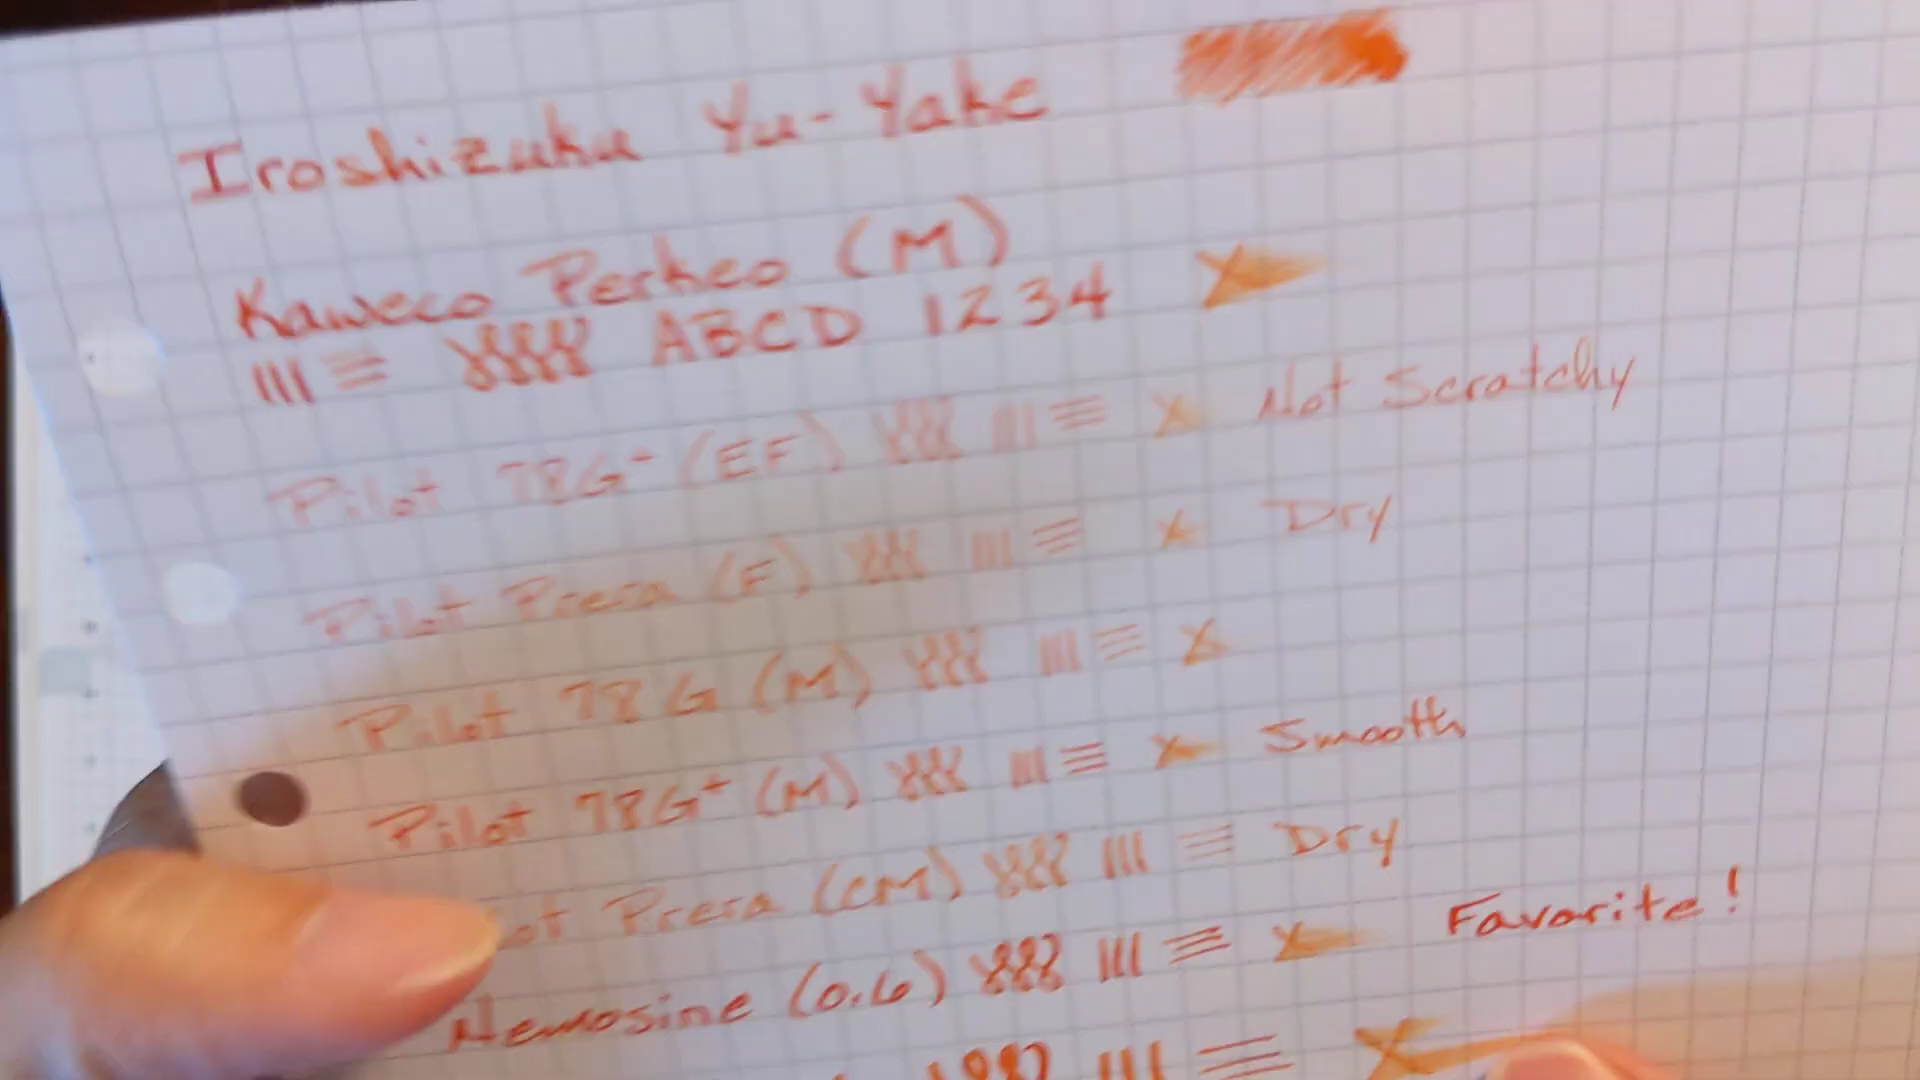 Iroshizuku Yu-Yake
Kaweco Perkeo (M)
ABCD 1234
Pilot 78G+ (EF) Not Scratchy
Pilot Prera (F) Dry
Pilot 78G (M)
Pilot 78G+ (M) Smooth
Prera (CM) Dry
Nemosine (0.6) Favorite!